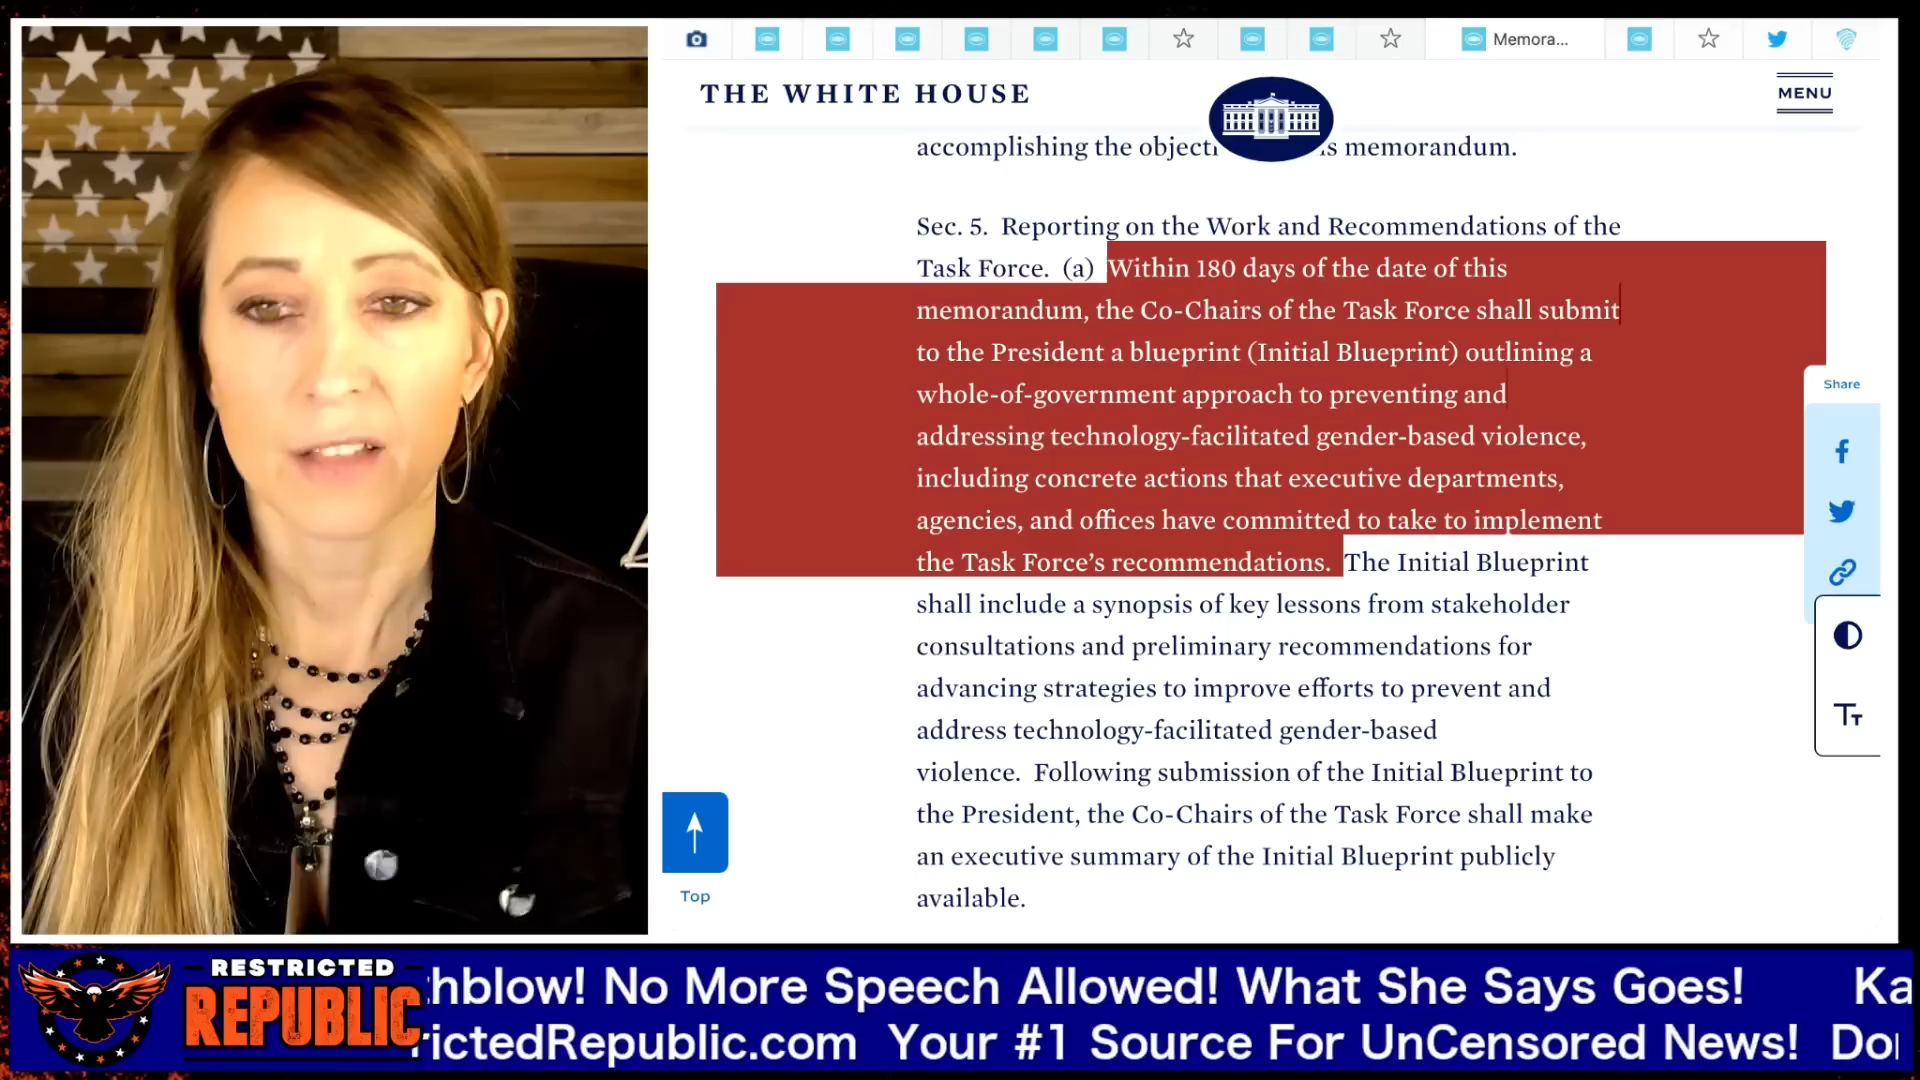 Memora...
THE WHITE HOUSE
MENU
accomplishing the objecti is memorandum.
Sec. 5. Reporting on the Work and Recommendations of the
Task Force. (a) Within 180 days of the date of this
memorandum, the Co-Chairs of the Task Force shall submit
to the President a blueprint (Initial Blueprint) outlining a
whole-of-government approach to preventing and
addressing technology-facilitated gender-based violence,
including concrete actions that executive departments,
agencies, and offices have committed to take to implement
the Task Force’s recommendations. The Initial Blueprint
shall include a synopsis of key lessons from stakeholder
consultations and preliminary recommendations for
advancing strategies to improve efforts to prevent and
address technology-facilitated gender-based
violence. Following submission of the Initial Blueprint to
the President, the Co-Chairs of the Task Force shall make
an executive summary of the Initial Blueprint publicly
available.
Share
Tт
Top
RESTRICTED
REPUBLIC
hblow! No More Speech Allowed! What She Says Goes! Ka
rictedRepublic.com Your #1 Source For UnCensored News! Do